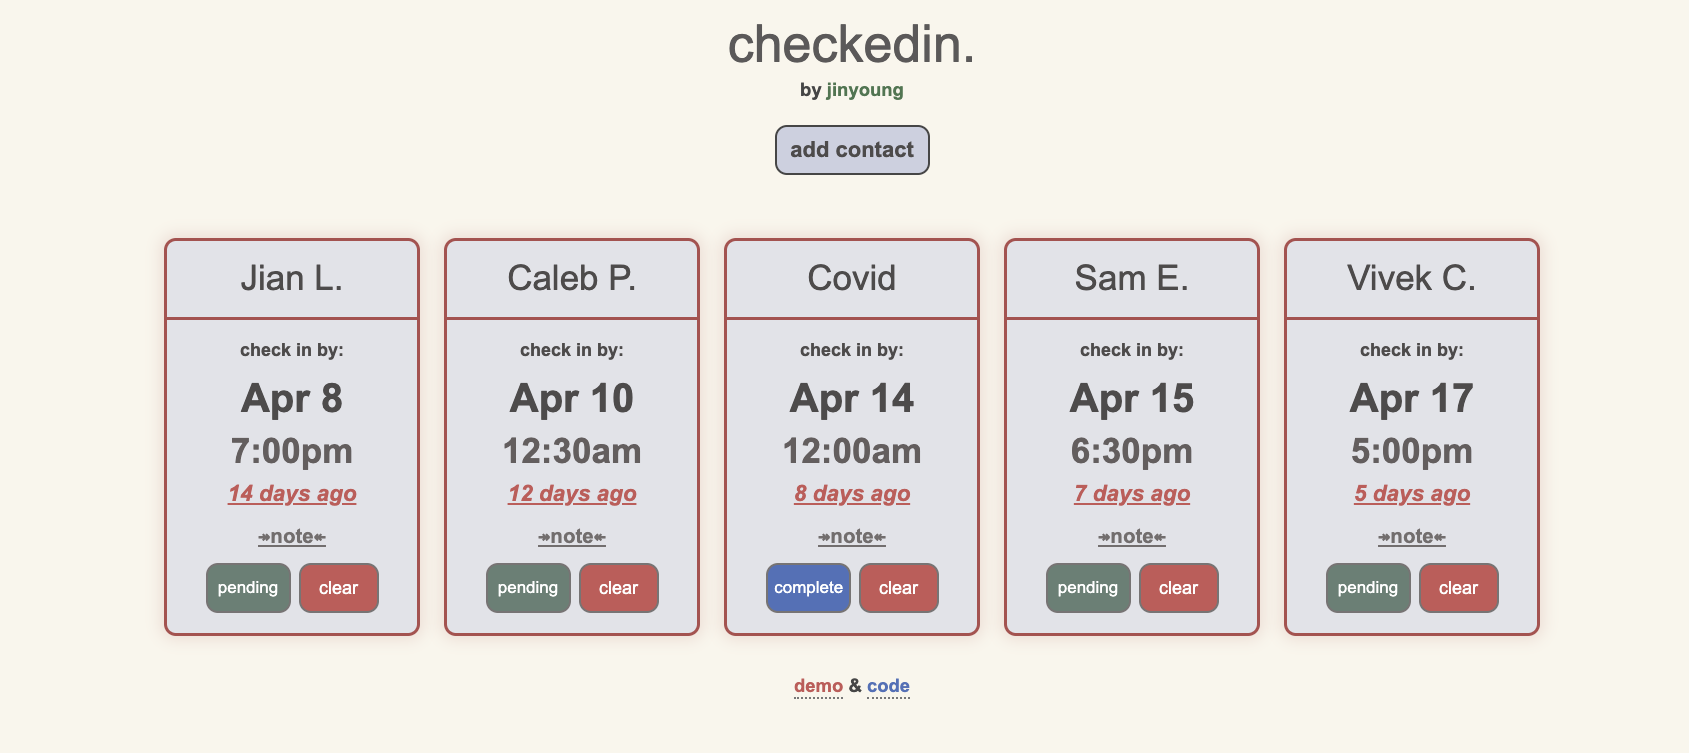 checkedin.
by jinyoung
add contact
Jian L.
check in by:
Apr 8
7:00pm
14 days ago
↠note↞
pending
clear
Caleb P.
check in by:
Apr 10
12:30am
12 days ago
↠note↞
pending
clear
Covid
check in by:
Apr 14
12:00am
8 days ago
↠note↞
complete
clear
Sam E.
check in by:
Apr 15
6:30pm
7 days ago
↠note↞
pending
clear
Vivek C.
check in by:
Apr 17
5:00pm
5 days ago
↠note↞
pending
clear
demo & code